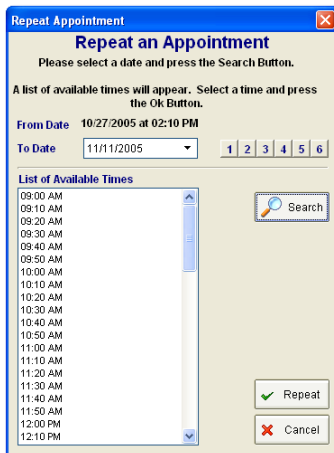 Repeat Appointment
Repeat an Appointment
Please select a date and press the Search Button.
A list of available times will appear. Select a time and press
the Ok Button.
From Date 10/27/2005 at 02:10 PM
To Date 11/11/2005 1 2 3 4 5 6
List of Available Times
09:00 AM
09:10 AM
09:20 AM
09:30 AM
09:40 AM
09:50 AM
10:00 AM
10:10 AM
10:20 AM
10:30 AM
10:40 AM
10:50 AM
11:00 AM
11:10 AM
11:20 AM
11:30 AM
11:40 AM
11:50 AM
12:00 PM
12:10 PM
Search
Repeat
Cancel